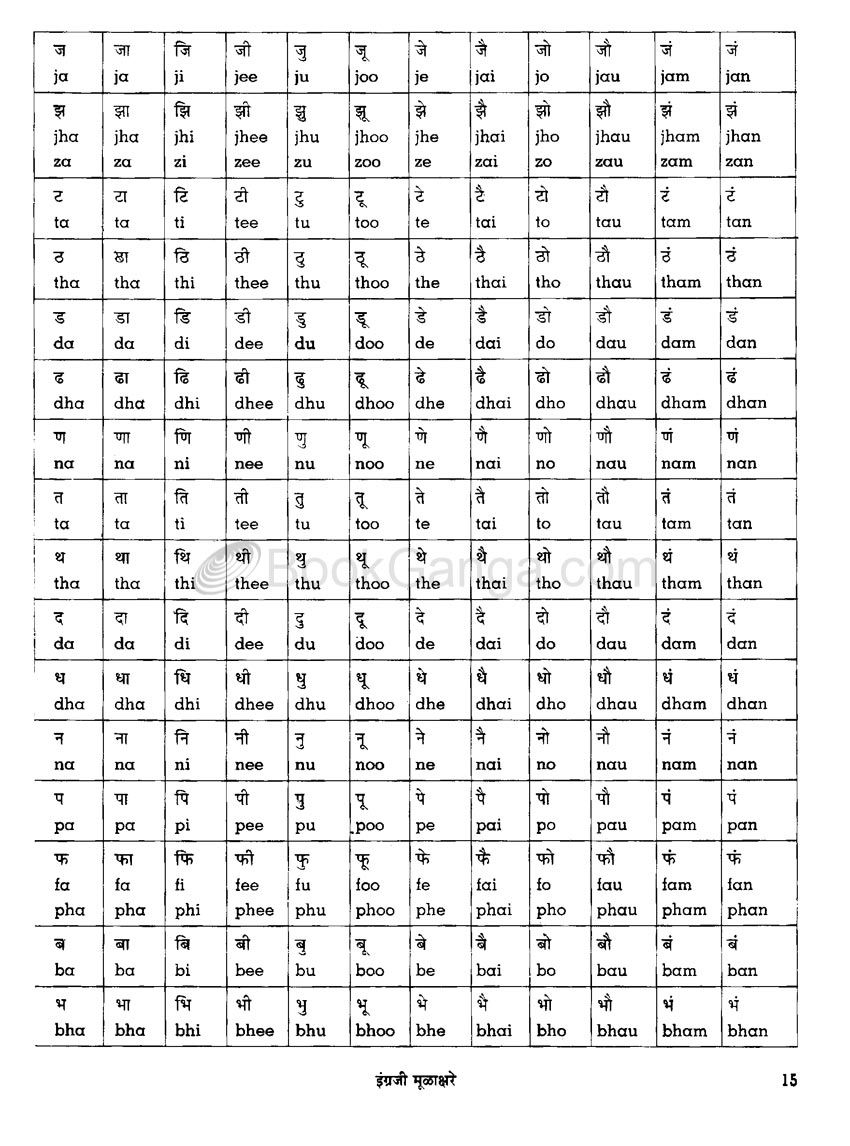 ज जा जि जी जु जू जे जै जो जौ जं जं
ja ja ji jee ju joo je jai jo jau jam jan
झ झा झि झी झु झू झे झै झो झौ झं झं
jha jha jhi jhee jhu jhoo jhe jhai jho jhau jham jhan
za za zi zee zu zoo ze zai zo zau zam zan
ट टा टि टी टु टू टे टै टो टौ टं टं
ta ta ti tee tu too te tai to tau tam tan
ठ ठा ठि ठी ठु ठू ठे ठै ठो ठौ ठं ठं
tha tha thi thee thu thoo the thai tho thau tham than
ड डा डि डी डु डू डे डै डो डौ डं डं
da da di dee du doo de dai do dau dam dan
ढ ढा ढि ढी ढु ढू ढे ढै ढो ढौ ढं ढं
dha dha dhi dhee dhu dhoo dhe dhai dho dhau dham dhan
ण णा णि णी णु णू णे णै णो णौ णं णं
na na ni nee nu noo ne nai no nau nam nan
त ता ति ती तु तू ते तै तो तौ तं तं
ta ta ti tee tu too te tai to tau tam tan
थ था थि थी थु थू थे थै थो थौ थं थं
BookGanga.com
tha tha thi thee thu thoo the thai tho thau tham than
द दा दि दी दु दू दे दै दो दौ दं दं
da da di dee du doo de dai do dau dam dan
ध धा धि धी धु धू धे धै धो धौ धं धं
dha dha dhi dhee dhu dhoo dhe dhai dho dhau dham dhan
न ना नि नी नु नू ने नै नो नौ नं नं
na na ni nee nu noo ne nai no nau nam nan
प पा पि पी पु पू पे पै पो पौ पं पं
pa pa pi pee pu poo pe pai po pau pam pan
फ फा फि फी फु फू फे फै फो फौ फं फं
fa fa fi fee fu foo fe fai fo fau fam fan
pha pha phi phee phu phoo phe phai pho phau pham phan
ब बा बि बी बु बू बे बै बो बौ बं बं
ba ba bi bee bu boo be bai bo bau bam ban
भ भा भि भी भु भू भे भै भो भौ भं भं
bha bha bhi bhee bhu bhoo bhe bhai bho bhau bham bhan
इंग्रजी मूळाक्षरे 15